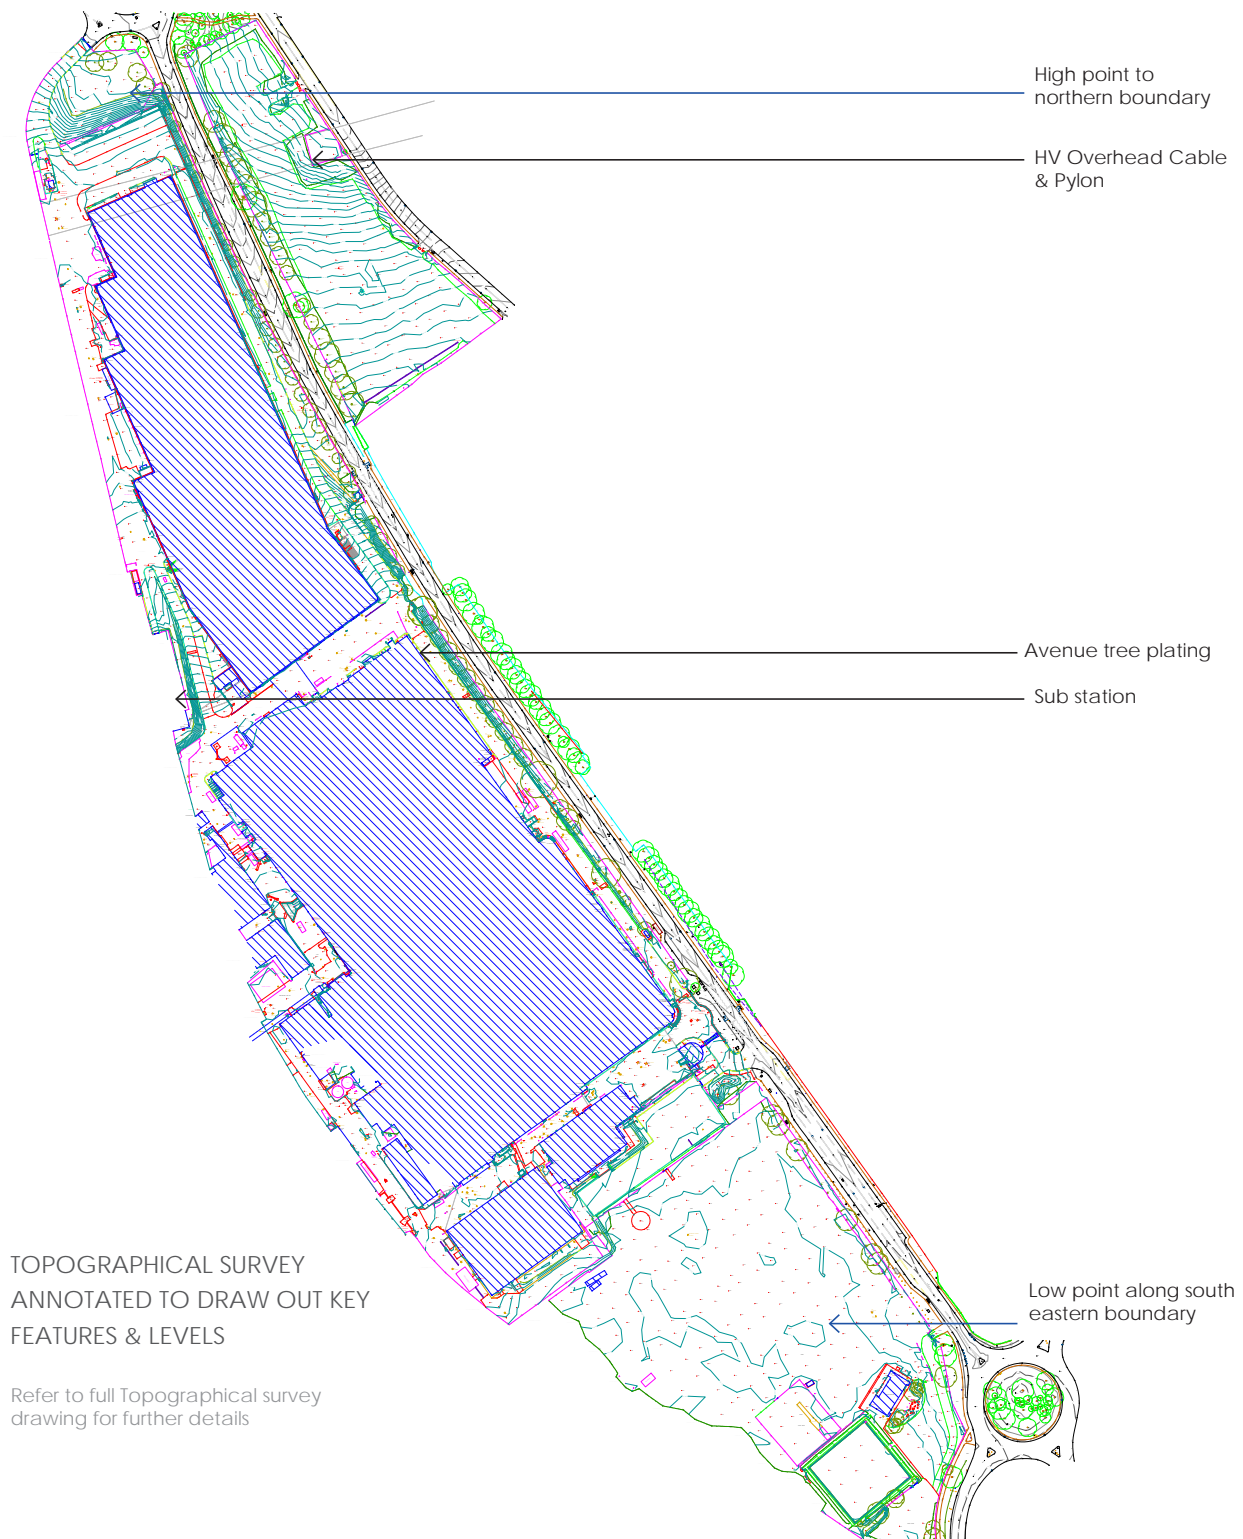 High point to
northern boundary
HV Overhead Cable
& Pylon
Avenue tree plating
Sub station
Low point along south
eastern boundary
TOPOGRAPHICAL SURVEY
ANNOTATED TO DRAW OUT KEY
FEATURES & LEVELS
Refer to full Topographical survey
drawing for further details